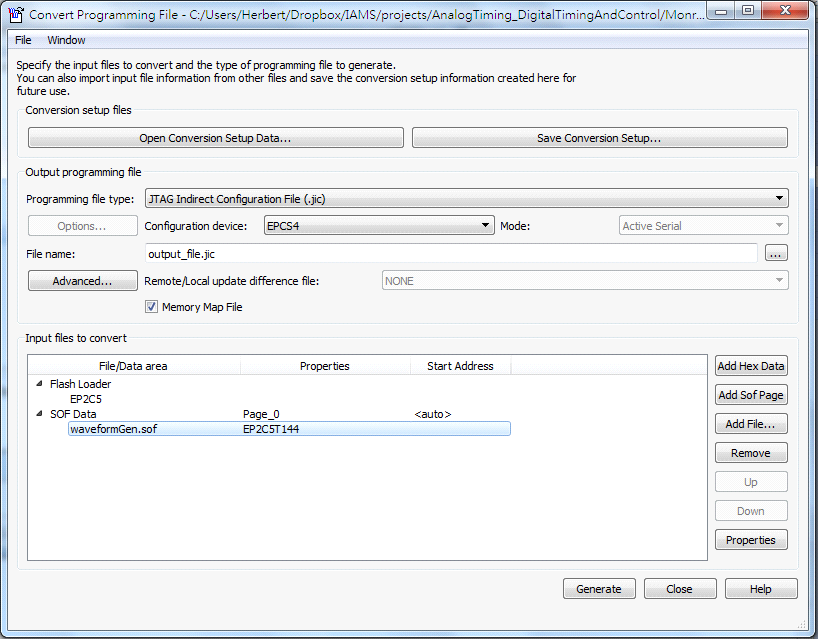 Convert Programming File - C:/Users/Herbert/Dropbox/IAMS/projects/AnalogTiming_DigitalTimingAndControl/Monr...
File Window
Specify the input files to convert and the type of programming file to generate.
You can also import input file information from other files and save the conversion setup information created here for
future use.
Conversion setup files
Open Conversion Setup Data... Save Conversion Setup...
Output programming file
Programming file type: JTAG Indirect Configuration File (.jic)
Options... Configuration device: EPCS4 Mode: Active Serial
File name: output_file.jic ...
Advanced... Remote/Local update difference file: NONE
Memory Map File
Input files to convert
File/Data area Properties Start Address
Flash Loader
EP2C5
SOF Data Page_0 <auto>
waveformGen.sof EP2C5T144
Add Hex Data
Add Sof Page
Add File...
Remove
Up
Down
Properties
Generate Close Help